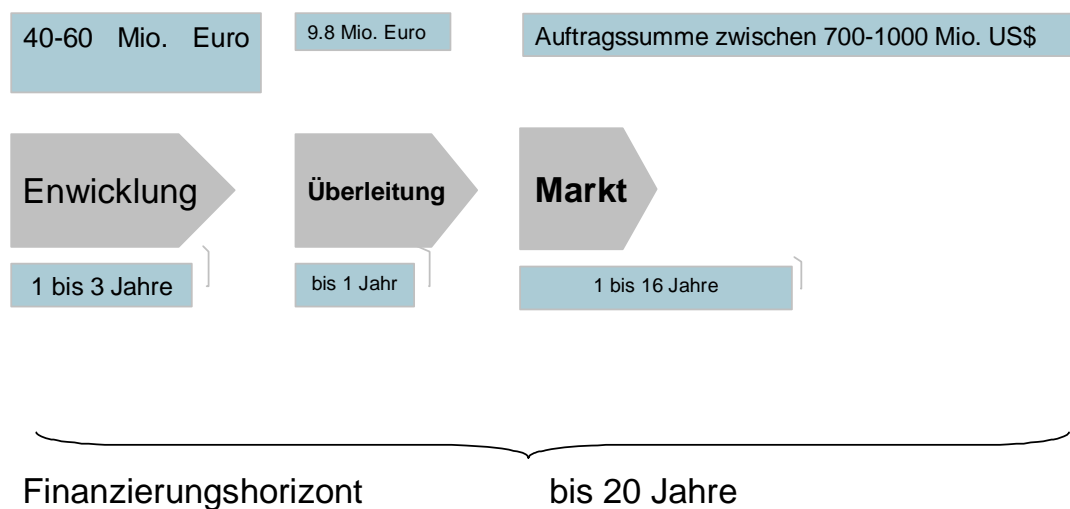 40-60 Mio. Euro
9.8 Mio. Euro
Auftragssumme zwischen 700-1000 Mio. US$
Enwicklung
Überleitung
Markt
1 bis 3 Jahre
bis 1 Jahr
1 bis 16 Jahre
Finanzierungshorizont bis 20 Jahre